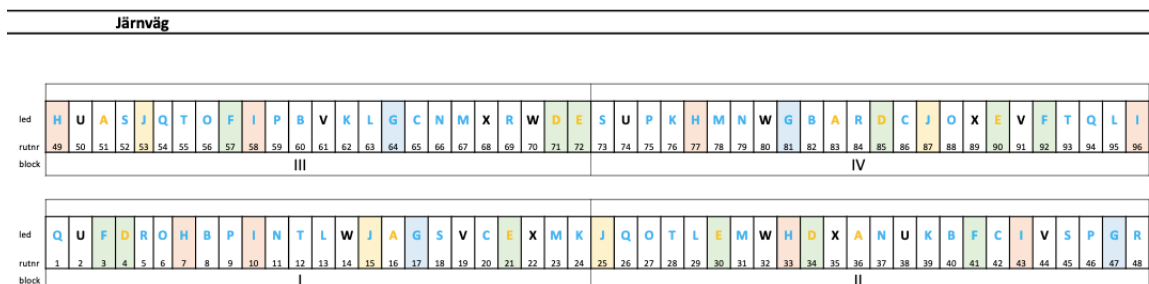 Järnväg
led H U A S J Q T O F I P B V K L G C N M X R W D E S U P K H M N W G B A R D C J O X E V F T Q L I
rutnr 49 50 51 52 53 54 55 56 57 58 59 60 61 62 63 64 65 66 67 68 69 70 71 72 73 74 75 76 77 78 79 80 81 82 83 84 85 86 87 88 89 90 91 92 93 94 95 96
block III IV
led Q U F D R O H B P I N T L W J A G S V C E X M K J Q O T L E M W H D X A N U K B F C I V S P G R
rutnr 1 2 3 4 5 6 7 8 9 10 11 12 13 14 15 16 17 18 19 20 21 22 23 24 25 26 27 28 29 30 31 32 33 34 35 36 37 38 39 40 41 42 43 44 45 46 47 48
block I II